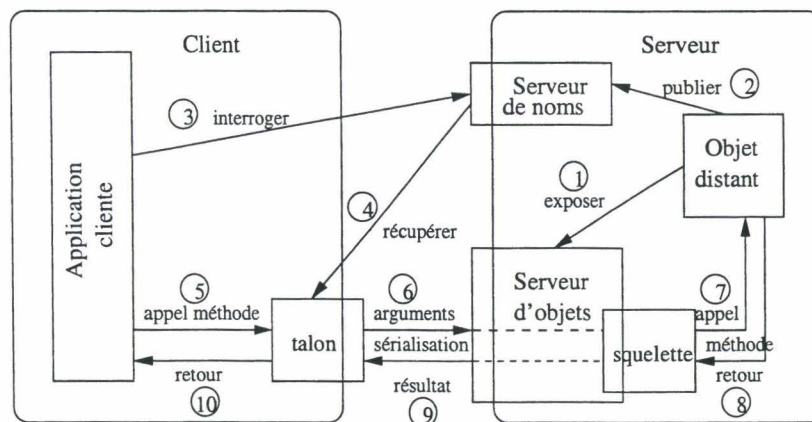 Client
Serveur
Application
cliente
3
interroger
Serveur
de noms
publier
2
Objet
distant
1
exposer
4
récupérer
5
appel méthode
talon
6
arguments
sérialisation
résultat
9
Serveur
d'objets
squelette
7
appel
méthode
retour
8
retour
10